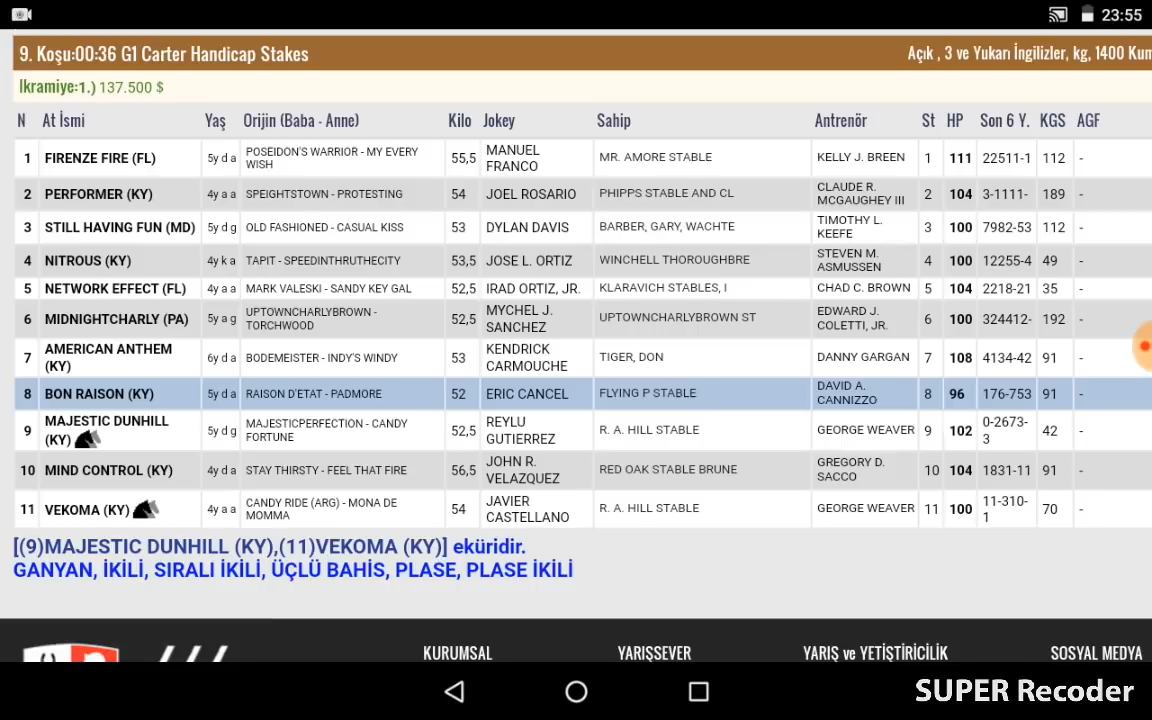 23:55
9. Koşu:00:36 G1 Carter Handicap Stakes Açık , 3 ve Yukarı İngilizler, kg, 1400 Kum
Ikramiye:1.) 137.500 $
N At İsmi Yaş Orijin (Baba - Anne) Kilo Jokey Sahip Antrenör St HP Son 6 Y. KGS AGF
1 FIRENZE FIRE (FL) 5y d a POSEIDON'S WARRIOR - MY EVERY WISH 55,5 MANUEL FRANCO MR. AMORE STABLE KELLY J. BREEN 1 111 22511-1 112 -
2 PERFORMER (KY) 4y a a SPEIGHTSTOWN - PROTESTING 54 JOEL ROSARIO PHIPPS STABLE AND CL CLAUDE R. MCGAUGHEY III 2 104 3-1111- 189 -
3 STILL HAVING FUN (MD) 5y d g OLD FASHIONED - CASUAL KISS 53 DYLAN DAVIS BARBER, GARY, WACHTE TIMOTHY L. KEEFE 3 100 7982-53 112 -
4 NITROUS (KY) 4y k a TAPIT - SPEEDINTHRUTHECITY 53,5 JOSE L. ORTIZ WINCHELL THOROUGHBRE STEVEN M. ASMUSSEN 4 100 12255-4 49 -
5 NETWORK EFFECT (FL) 4y a a MARK VALESKI - SANDY KEY GAL 52,5 IRAD ORTIZ, JR. KLARAVICH STABLES, I CHAD C. BROWN 5 104 2218-21 35 -
6 MIDNIGHTCHARLY (PA) 5y a g UPTOWNCHARLYBROWN - TORCHWOOD 52,5 MYCHEL J. SANCHEZ UPTOWNCHARLYBROWN ST EDWARD J. COLETTI, JR. 6 100 324412- 192 -
7 AMERICAN ANTHEM (KY) 6y d a BODEMEISTER - INDY'S WINDY 53 KENDRICK CARMOUCHE TIGER, DON DANNY GARGAN 7 108 4134-42 91 -
8 BON RAISON (KY) 5y d a RAISON D'ETAT - PADMORE 52 ERIC CANCEL FLYING P STABLE DAVID A. CANNIZZO 8 96 176-753 91 -
9 MAJESTIC DUNHILL (KY) 5y d g MAJESTICPERFECTION - CANDY FORTUNE 52,5 REYLU GUTIERREZ R. A. HILL STABLE GEORGE WEAVER 9 102 0-2673-3 42 -
10 MIND CONTROL (KY) 4y d a STAY THIRSTY - FEEL THAT FIRE 56,5 JOHN R. VELAZQUEZ RED OAK STABLE BRUNE GREGORY D. SACCO 10 104 1831-11 91 -
11 VEKOMA (KY) 4y a a CANDY RIDE (ARG) - MONA DE MOMMA 54 JAVIER CASTELLANO R. A. HILL STABLE GEORGE WEAVER 11 100 11-310-1 70 -
[(9)MAJESTIC DUNHILL (KY),(11)VEKOMA (KY)] eküridir.
GANYAN, İKİLİ, SIRALI İKİLİ, ÜÇLÜ BAHİS, PLASE, PLASE İKİLİ
KURUMSAL YARIŞSEVER YARIŞ ve YETİŞTİRİCİLİK SOSYAL MEDYA
SUPER Recoder